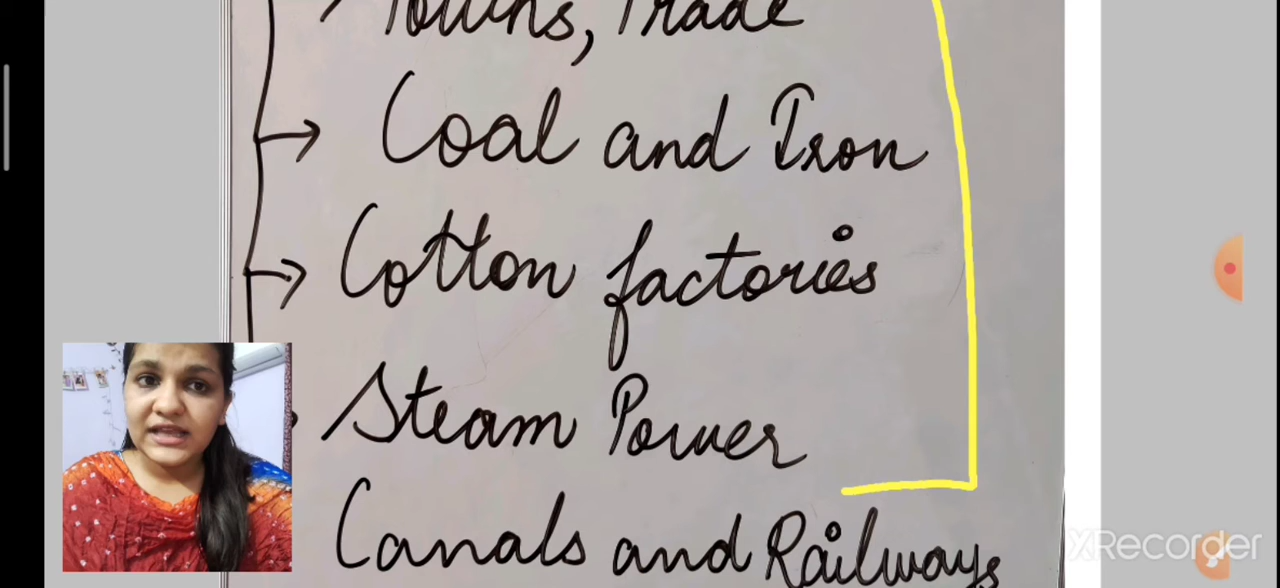 Towns, Trade
Coal and Iron
Cotton factories
Steam Power
Canals and Railways
XRecorder